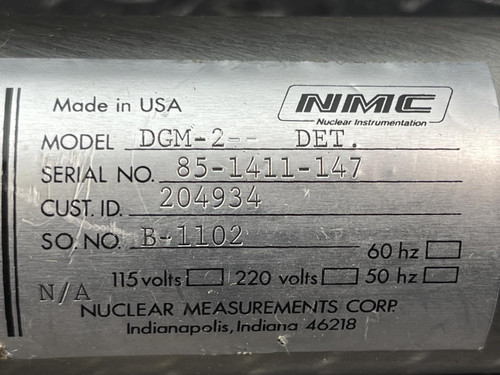 Made in USA
NMC
Nuclear Instrumentation
MODEL DGM-2-- DET.
SERIAL NO. 85-1411-147
CUST. ID. 204934
SO. NO. B-1102
60 hz
N/A 115 volts 220 volts 50 hz
NUCLEAR MEASUREMENTS CORP.
Indianapolis, Indiana 46218